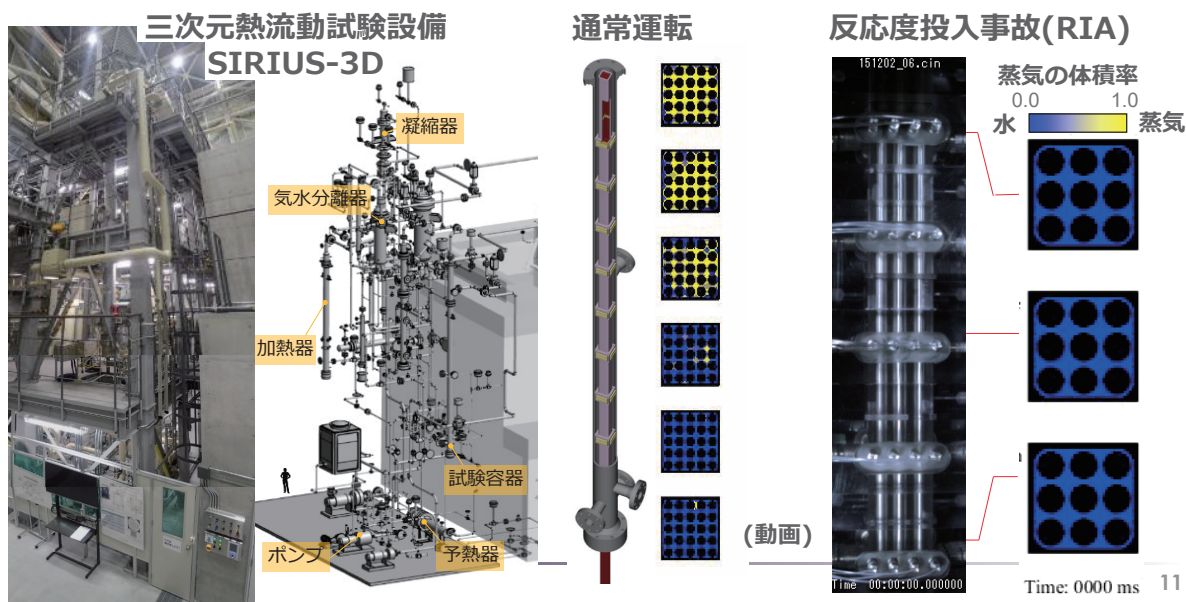 三次元熱流動試験設備
SIRIUS-3D
凝縮器
気水分離器
加熱器
試験容器
ポンプ
予熱器
通常運転
(動画)
反応度投入事故(RIA)
151202_06.cin
蒸気の体積率
0.0 1.0
水 蒸気
Time 00:00:00.000000
Time: 0000 ms
11